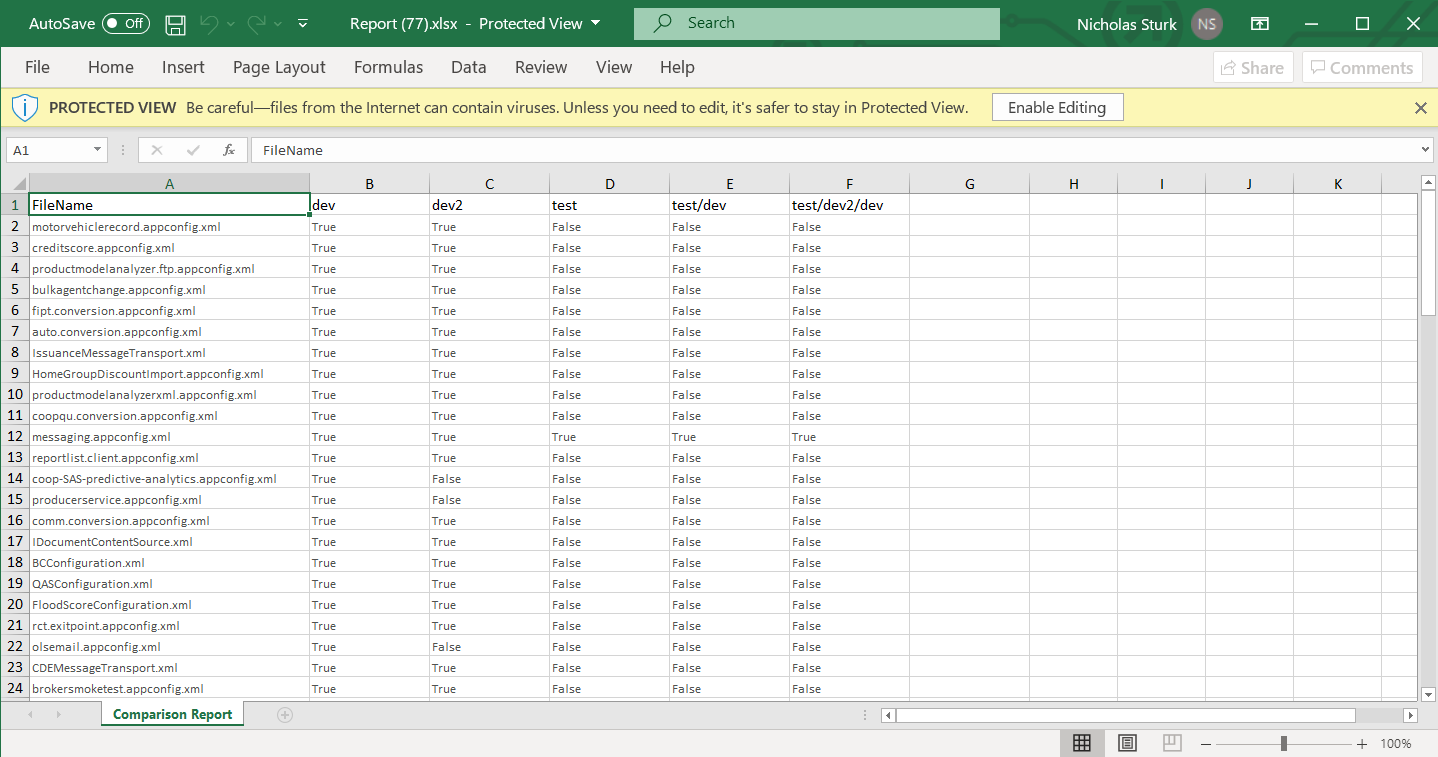 AutoSave Off Report (77).xlsx - Protected View Search Nicholas Sturk NS
File Home Insert Page Layout Formulas Data Review View Help Share Comments
PROTECTED VIEW Be careful—files from the Internet can contain viruses. Unless you need to edit, it's safer to stay in Protected View. Enable Editing
A1 fx FileName
A B C D E F G H I J K
1 FileName dev dev2 test test/dev test/dev2/dev
2 motorvehiclerecord.appconfig.xml True True False False False
3 creditscore.appconfig.xml True True False False False
4 productmodelanalyzer.ftp.appconfig.xml True True False False False
5 bulkagentchange.appconfig.xml True True False False False
6 fipt.conversion.appconfig.xml True True False False False
7 auto.conversion.appconfig.xml True True False False False
8 IssuanceMessageTransport.xml True True False False False
9 HomeGroupDiscountImport.appconfig.xml True True False False False
10 productmodelanalyzerxml.appconfig.xml True True False False False
11 coopqu.conversion.appconfig.xml True True False False False
12 messaging.appconfig.xml True True True True True
13 reportlist.client.appconfig.xml True True False False False
14 coop-SAS-predictive-analytics.appconfig.xml True False False False False
15 producerservice.appconfig.xml True False False False False
16 comm.conversion.appconfig.xml True True False False False
17 IDocumentContentSource.xml True True False False False
18 BCConfiguration.xml True True False False False
19 QASConfiguration.xml True True False False False
20 FloodScoreConfiguration.xml True True False False False
21 rct.exitpoint.appconfig.xml True True False False False
22 olsemail.appconfig.xml True False False False False
23 CDEMessageTransport.xml True True False False False
24 brokersmoketest.appconfig.xml True True False False False
Comparison Report
100%